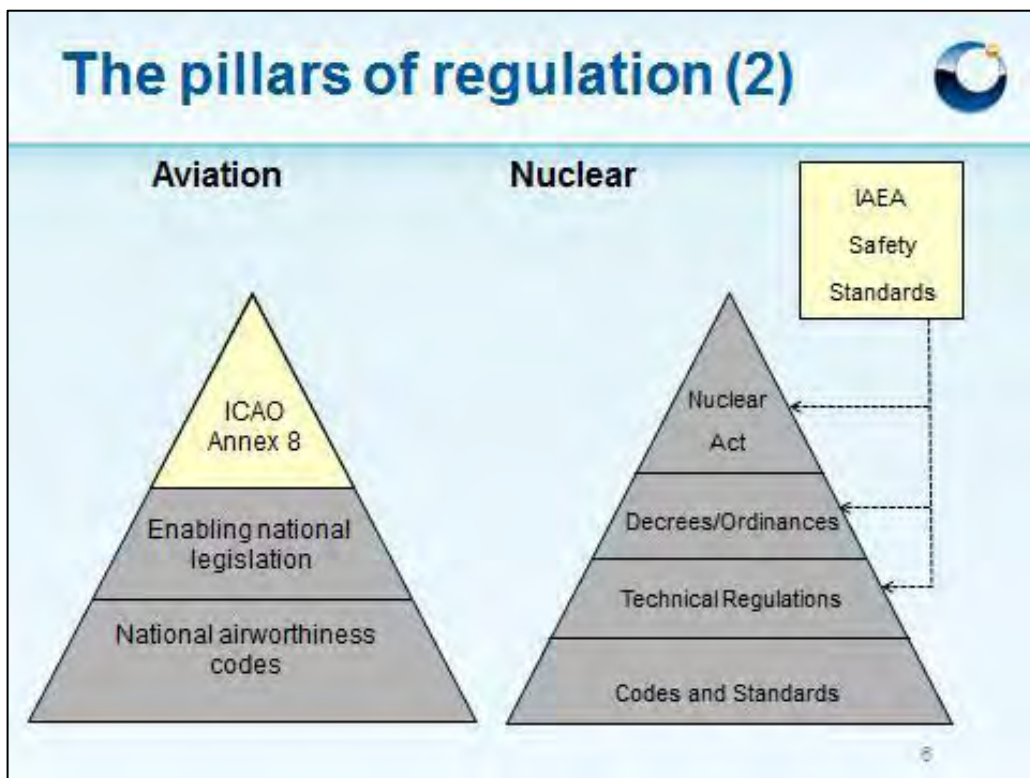 The pillars of regulation (2)
Aviation
Nuclear
IAEA
Safety
Standards
ICAO
Annex 8
Enabling national
legislation
National airworthiness
codes
Nuclear
Act
Decrees/Ordinances
Technical Regulations
Codes and Standards
6